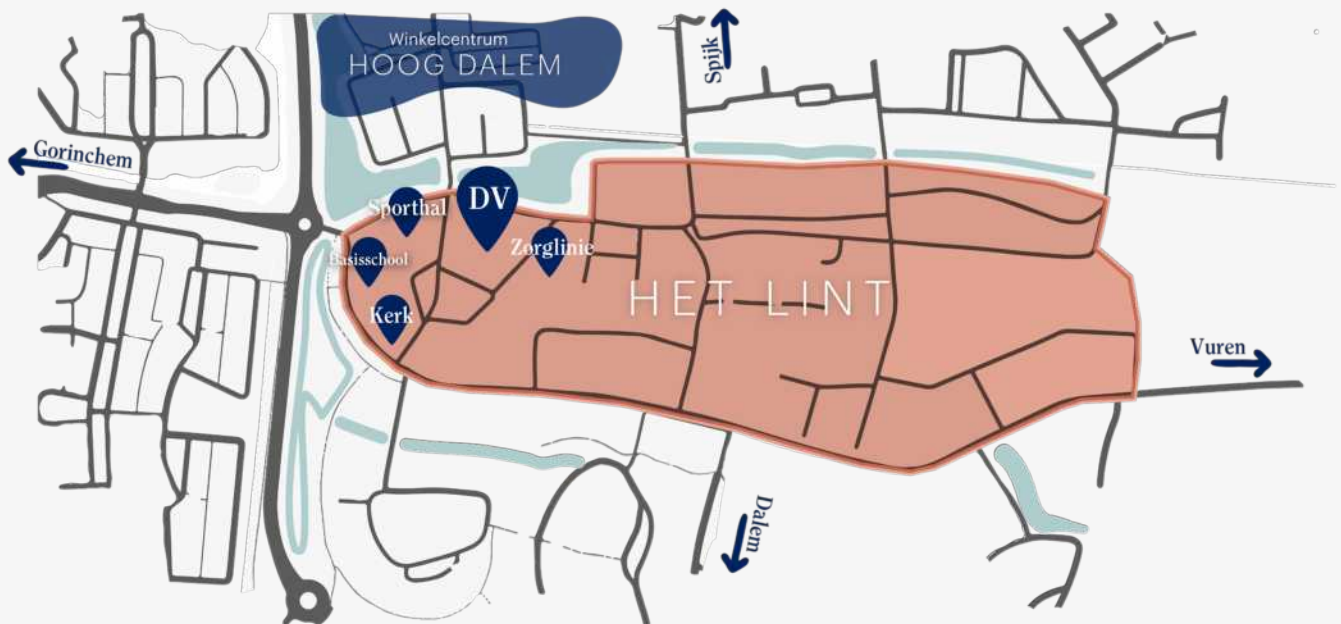 Winkelcentrum
HOOG DALEM
Spijk
Gorinchem
Sporthal
DV
Basisschool
Zorglinie
Kerk
HET LINT
Vuren
Dalem